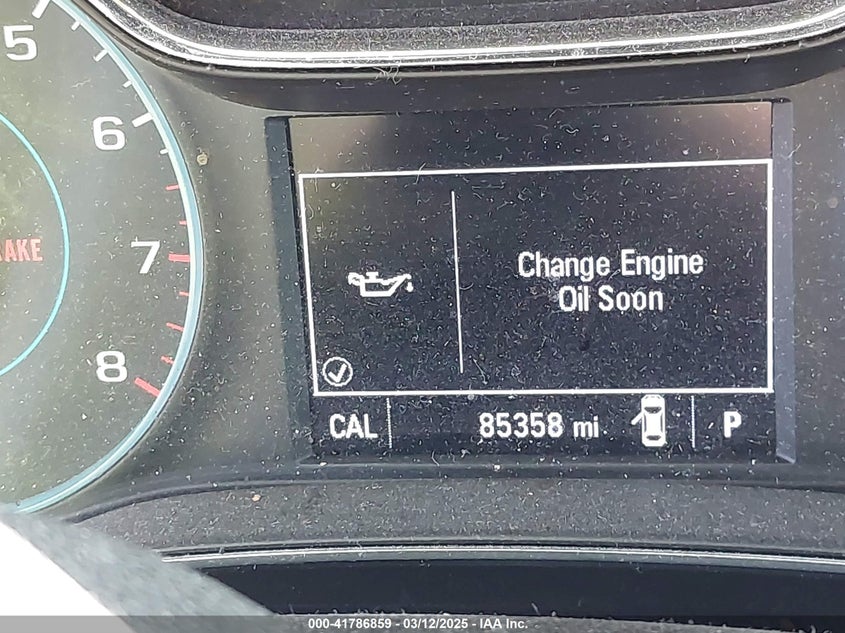 5
6
7
8
AKE
Change Engine
Oil Soon
CAL 85358 mi P
000-41786859 - 03/12/2025 - IAA Inc.